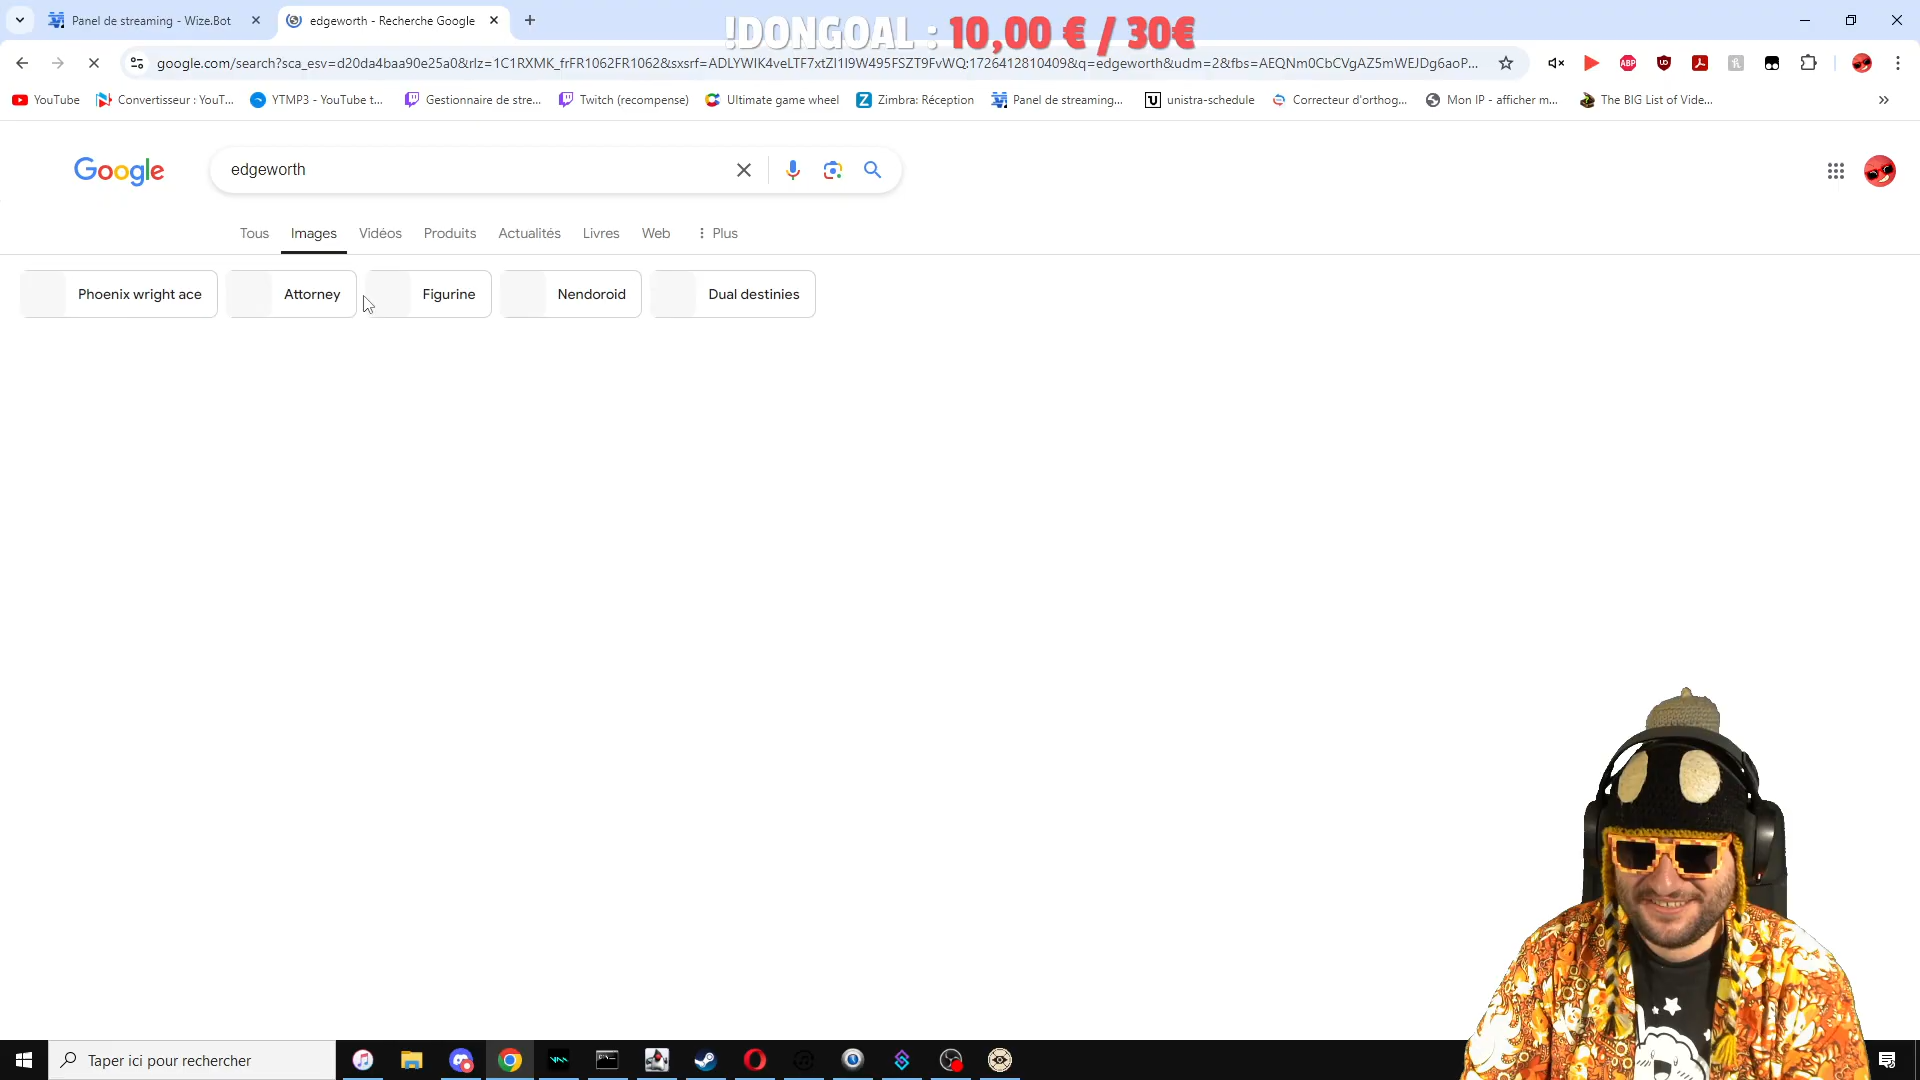 Panel de streaming - Wize.Bot
edgeworth - Recherche Google
!DONGOAL : 10,00 € / 30€
google.com/search?sca_esv=d20da4baa90e25a0&rlz=1C1RXMK_frFR1062FR1062&sxsrf=ADLYWIK4veLTF7xtZI1I9W495FSZT9FvWQ:1726412810409&q=edgeworth&udm=2&fbs=AEQNm0CbCVgAZ5mWEJDg6aoP...
YouTube
Convertisseur : YouT...
YTMP3 - YouTube t...
Gestionnaire de stre...
Twitch (recompense)
Ultimate game wheel
Zimbra: Réception
Panel de streaming...
unistra-schedule
Correcteur d'orthog...
Mon IP - afficher m...
The BIG List of Vide...
Google
edgeworth
Tous
Images
Vidéos
Produits
Actualités
Livres
Web
Plus
Phoenix wright ace
Attorney
Figurine
Nendoroid
Dual destinies
Taper ici pour rechercher